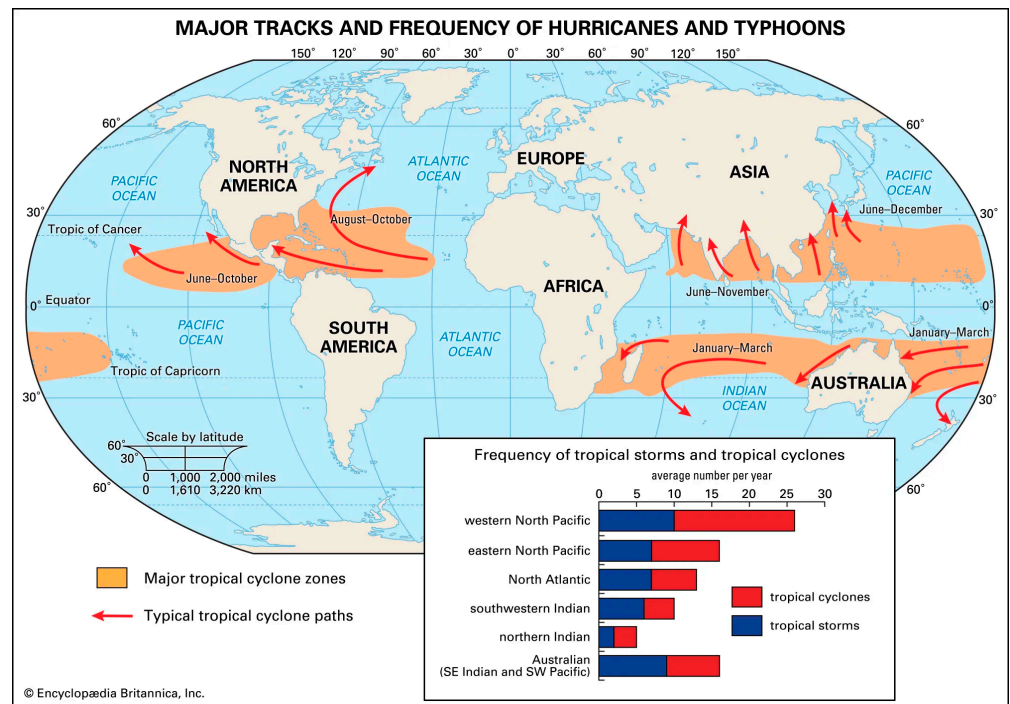 MAJOR TRACKS AND FREQUENCY OF HURRICANES AND TYPHOONS
150° 120° 90° 60° 30° 0° 30° 60° 90° 120° 150°
60°
60°
NORTH
AMERICA
ATLANTIC
OCEAN
EUROPE
ASIA
PACIFIC
OCEAN
PACIFIC
OCEAN
30°
August–October
June–December
30°
Tropic of Cancer
June–October
AFRICA
June–November
0°
Equator
0°
PACIFIC
OCEAN
SOUTH
AMERICA
ATLANTIC
OCEAN
January–March
January–March
Tropic of Capricorn
INDIAN
OCEAN
AUSTRALIA
30°
30°
Scale by latitude
60°
30°
0 1,000 2,000 miles
0 1,610 3,220 km
60°
60°
Major tropical cyclone zones
Typical tropical cyclone paths
Frequency of tropical storms and tropical cyclones
average number per year
0 5 10 15 20 25 30
western North Pacific
eastern North Pacific
North Atlantic
southwestern Indian
northern Indian
Australian
(SE Indian and SW Pacific)
tropical cyclones
tropical storms
© Encyclopædia Britannica, Inc.